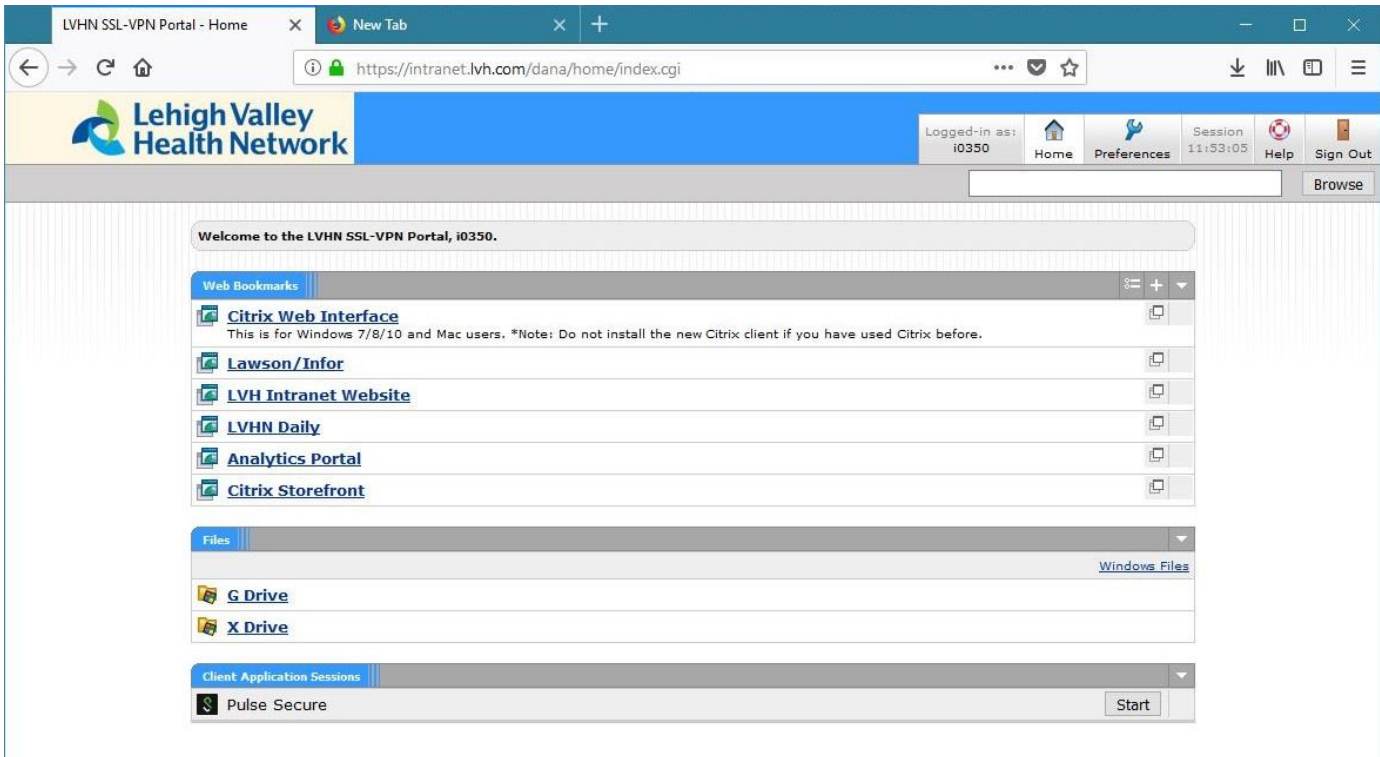 LVHN SSL-VPN Portal - Home
New Tab
https://intranet.lvh.com/dana/home/index.cgi
Lehigh Valley
Health Network
Logged-in as:
i0350
Home
Preferences
Session
11:53:05
Help
Sign Out
Browse
Welcome to the LVHN SSL-VPN Portal, i0350.
Web Bookmarks
Citrix Web Interface
This is for Windows 7/8/10 and Mac users. *Note: Do not install the new Citrix client if you have used Citrix before.
Lawson/Infor
LVH Intranet Website
LVHN Daily
Analytics Portal
Citrix Storefront
Files
Windows Files
G Drive
X Drive
Client Application Sessions
Pulse Secure
Start